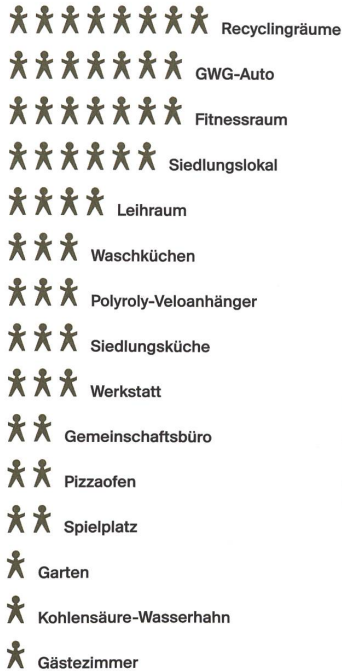 Recyclingräume
GWG-Auto
Fitnessraum
Siedlungslokal
Leihraum
Waschküchen
Polyroly-Veloanhänger
Siedlungsküche
Werkstatt
Gemeinschaftsbüro
Pizzaofen
Spielplatz
Garten
Kohlensäure-Wasserhahn
Gästezimmer